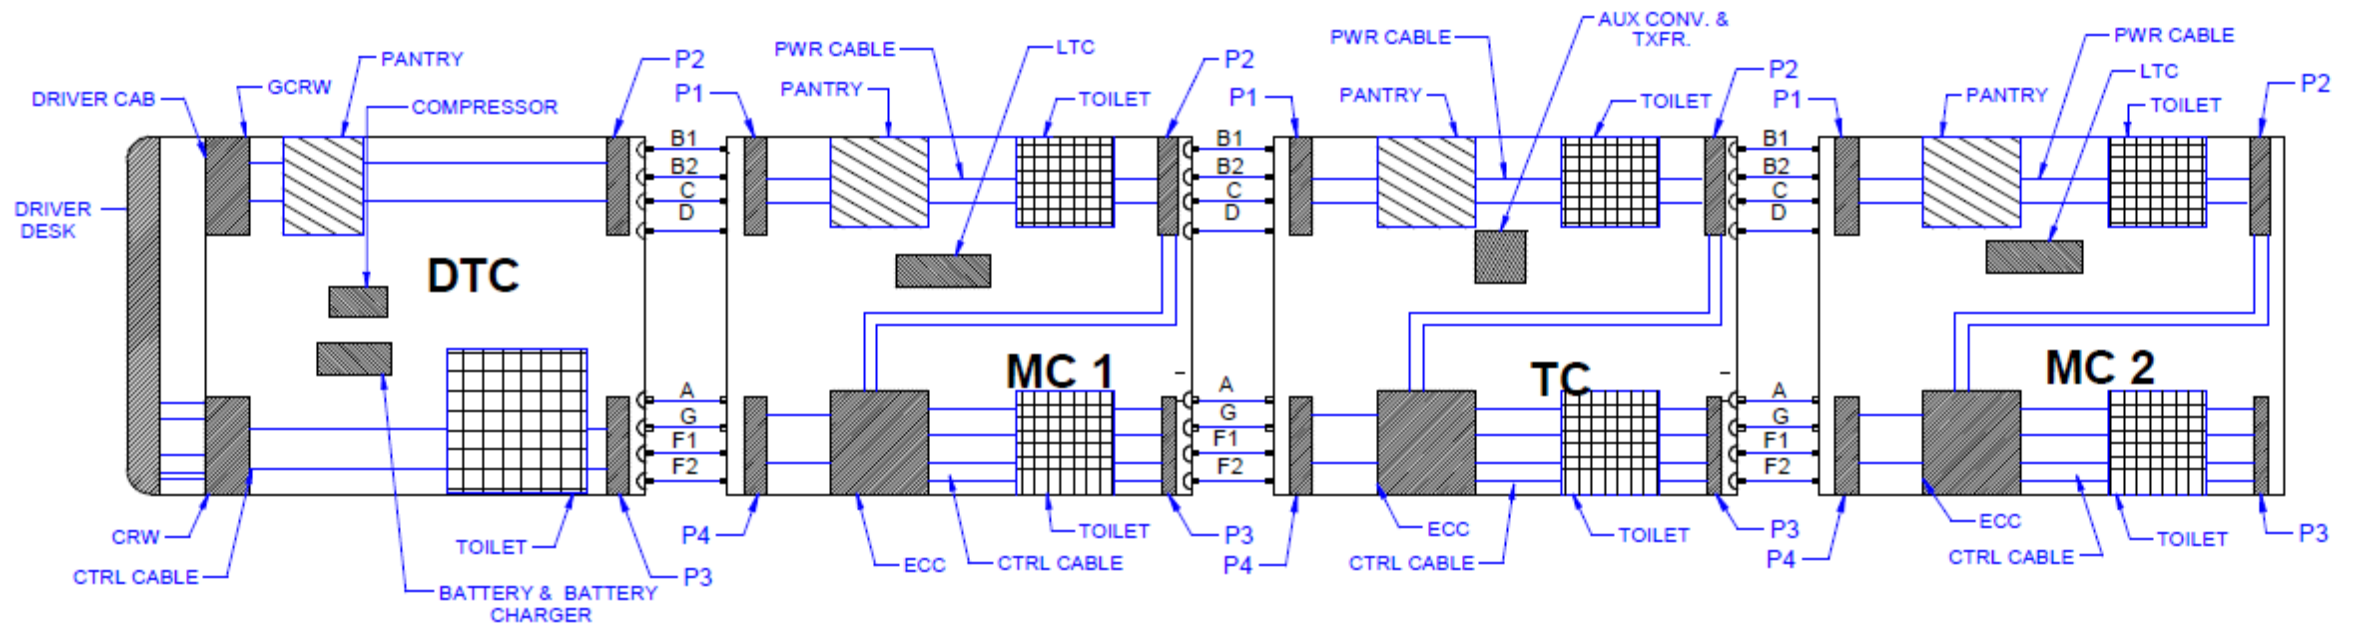 AUX CONV. &
TXFR.
PWR CABLE
LTC
P2
PWR CABLE
PWR CABLE
PANTRY
P2
P2
P2
LTC
GCRW
DRIVER CAB
COMPRESSOR
P1
PANTRY
TOILET
P1
PANTRY
TOILET
P1
PANTRY
TOILET
B1
B2
C
D
B1
B2
C
D
B1
B2
C
D
DRIVER
DESK
DTC
MC 1
TC
MC 2
A
G
F1
F2
A
G
F1
F2
A
G
F1
F2
CRW
CTRL CABLE
TOILET
BATTERY & BATTERY
CHARGER
P3
P4
ECC
TOILET
CTRL CABLE
P3
P4
ECC
CTRL CABLE
TOILET
P3
P4
ECC
CTRL CABLE
TOILET
P3